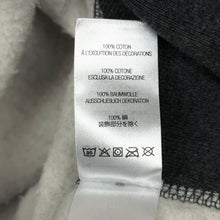 100% COTON
À L'EXCEPTION DES DÉCORATIONS
100% COTONE
ESCLUSA LA DECORAZIONE
100% BAUMWOLLE
AUSSCHLIEBLICH DEKORATION
100% 綿
装飾部分を除く